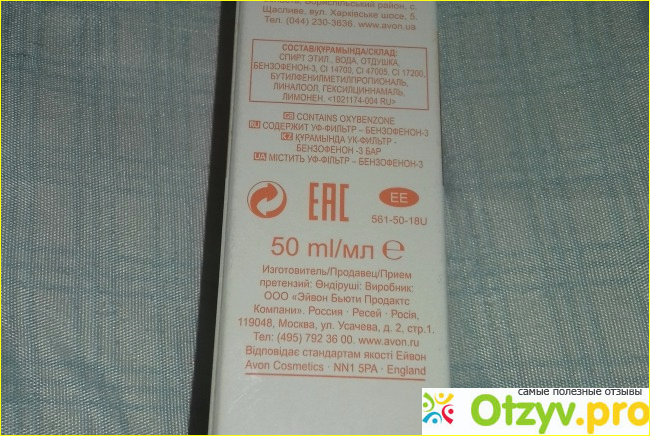 Бориспільський район, с.
Щасливе, вул. Харківське шосе, 5,
Тел. (044) 230-3636, www.avon.ua
СОСТАВ/ҚҰРАМЫНДА/СКЛАД:
СПИРТ ЭТИЛ., ВОДА, ОТДУШКА,
БЕНЗОФЕНОН-3, CI 14700, CI 47005, CI 17200,
БУТИЛФЕНИЛМЕТИЛПРОПИОНАЛЬ,
ЛИНАЛООЛ, ГЕКСИЛЦИННАМАЛЬ,
ЛИМОНЕН. <1021174-004 RU>
GB CONTAINS OXYBENZONE
RU СОДЕРЖИТ УФ-ФИЛЬТР – БЕНЗОФЕНОН-3
KZ ҚҰРАМЫНДА УК-ФИЛЬТР -
БЕНЗОФЕНОН -3 БАР
UA МІСТИТЬ УФ-ФІЛЬТР – БЕНЗОФЕНОН-3
EAC
EE
561-50-18U
50 ml/мл e
Изготовитель/Продавец/Прием
претензий: Өндіруші: Виробник:
ООО «Эйвон Бьюти Продактс
Компани». Россия · Ресей · Росія,
119048, Москва, ул. Усачева, д. 2, стр.1.
Тел: (495) 792 36 00. www.avon.ru
Відповідає стандартам якості Ейвон
Avon Cosmetics · NN1 5PA · England
самые полезные отзывы
Otzyv.pro